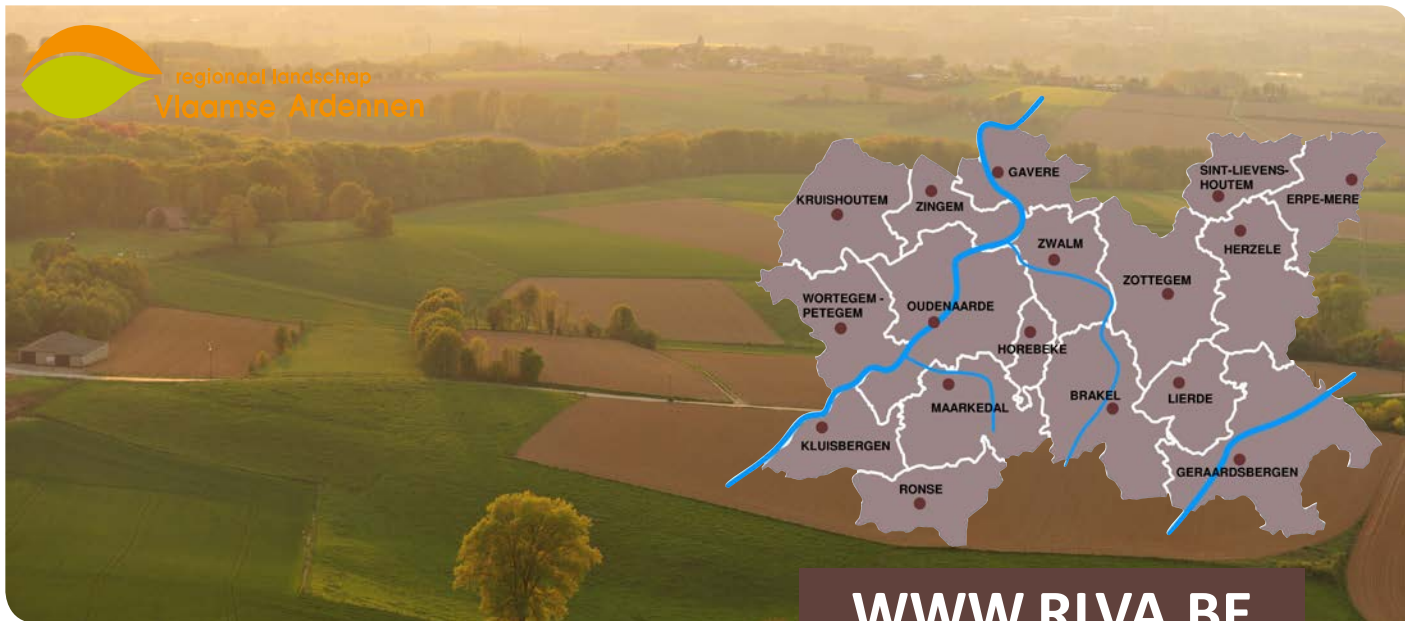 regionaal landschap
Vlaamse Ardennen
GAVERE
SINT-LIEVENS-
HOUTEM
ERPE-MERE
KRUISHOUTEM
ZINGEM
ZWALM
HERZELE
ZOTTEGEM
WORTEGEM -
PETEGEM
OUDENAARDE
HOREBEKE
MAARKEDAL
BRAKEL
LIERDE
KLUISBERGEN
GERAARDSBERGEN
RONSE
WWW.RLVA.BE